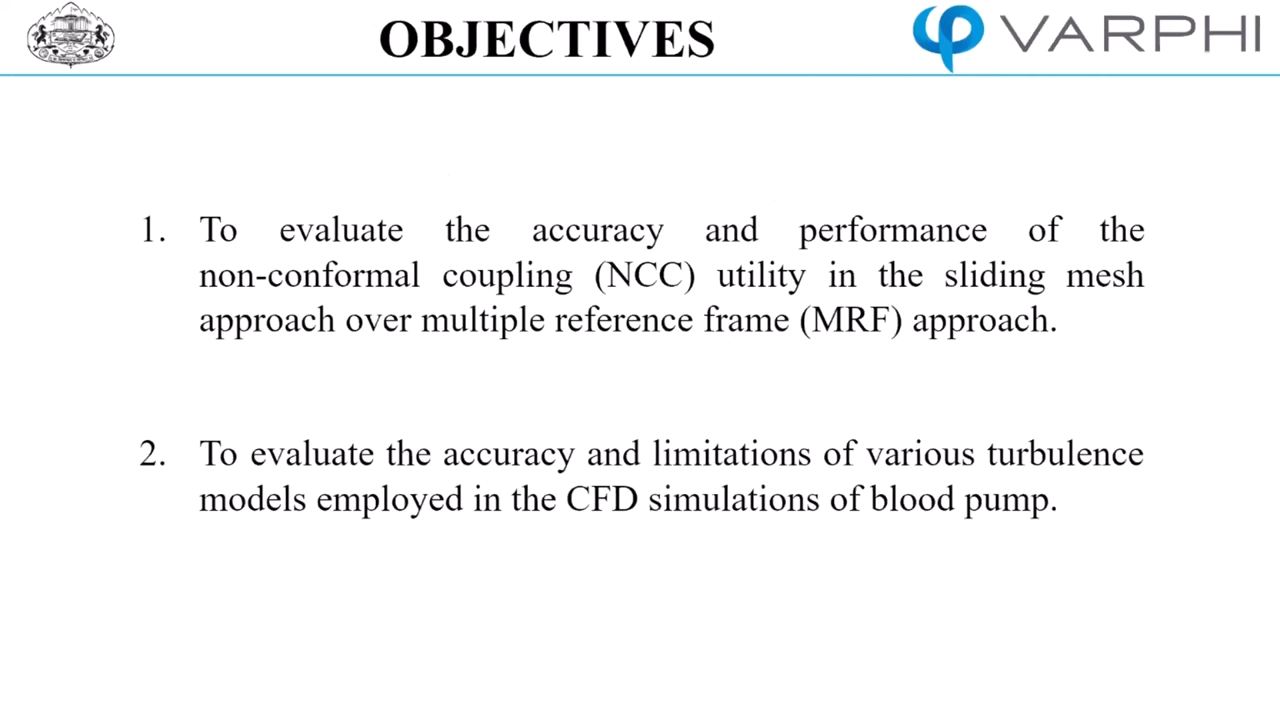 OBJECTIVES
VARPHI
1. To evaluate the accuracy and performance of the
non-conformal coupling (NCC) utility in the sliding mesh
approach over multiple reference frame (MRF) approach.
2. To evaluate the accuracy and limitations of various turbulence
models employed in the CFD simulations of blood pump.